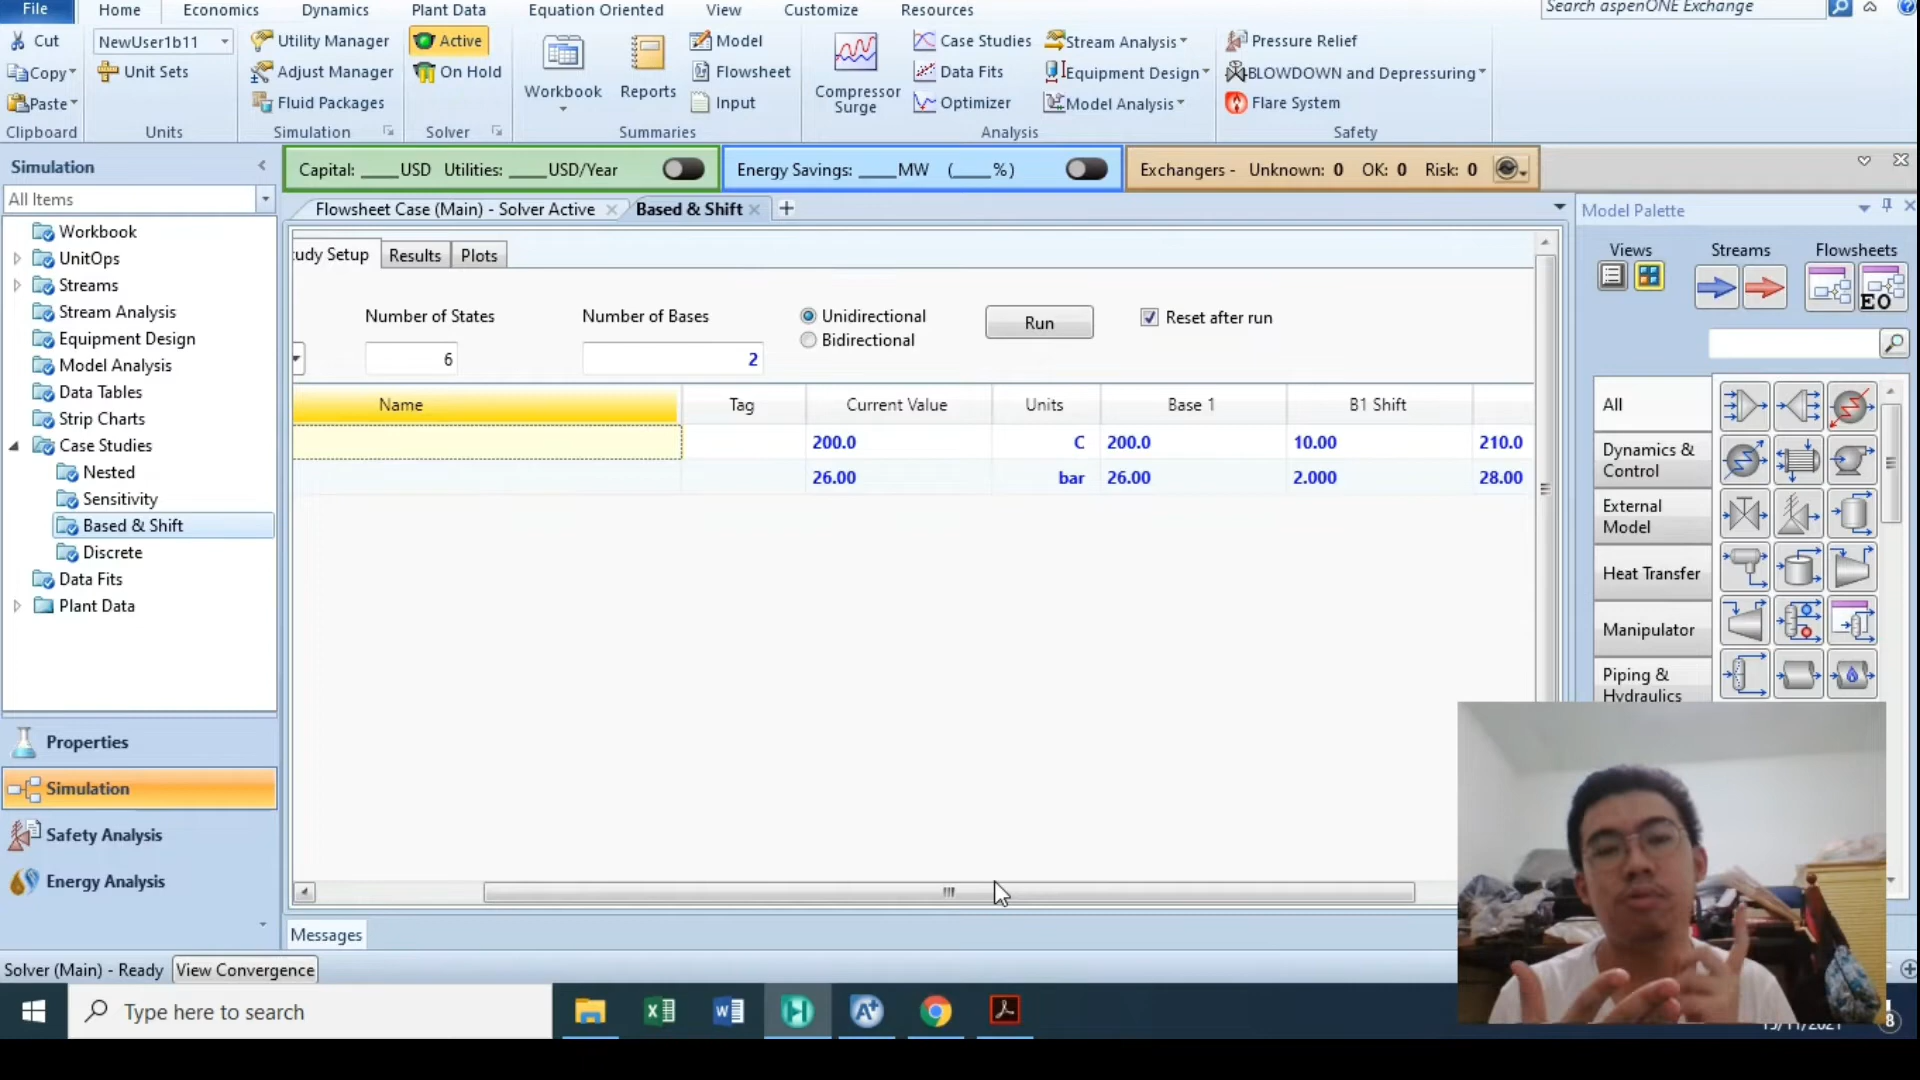 File Home Economics Dynamics Plant Data Equation Oriented View Customize Resources Search aspenONE Exchange
Cut
Copy
Paste
Clipboard
NewUser1b11
Unit Sets
Units
Utility Manager
Adjust Manager
Fluid Packages
Simulation
Active
On Hold
Solver
Workbook
Reports
Model
Flowsheet
Input
Summaries
Compressor
Surge
Case Studies
Data Fits
Optimizer
Stream Analysis
Equipment Design
Model Analysis
Analysis
Pressure Relief
BLOWDOWN and Depressuring
Flare System
Safety
Simulation
All Items
Workbook
UnitOps
Streams
Stream Analysis
Equipment Design
Model Analysis
Data Tables
Strip Charts
Case Studies
Nested
Sensitivity
Based & Shift
Discrete
Data Fits
Plant Data
Properties
Simulation
Safety Analysis
Energy Analysis
Capital: ____ USD Utilities: ____ USD/Year
Energy Savings: ____ MW (____ %)
Exchangers - Unknown: 0 OK: 0 Risk: 0
Flowsheet Case (Main) - Solver Active
Based & Shift
udy Setup Results Plots
Number of States
6
Number of Bases
2
Unidirectional
Bidirectional
Run
Reset after run
Name Tag Current Value Units Base 1 B1 Shift
200.0 C 200.0 10.00 210.0
26.00 bar 26.00 2.000 28.00
Messages
Model Palette
Views Streams Flowsheets
EO
All
Dynamics &
Control
External
Model
Heat Transfer
Manipulator
Piping &
Hydraulics
Solver (Main) - Ready View Convergence
Type here to search
8